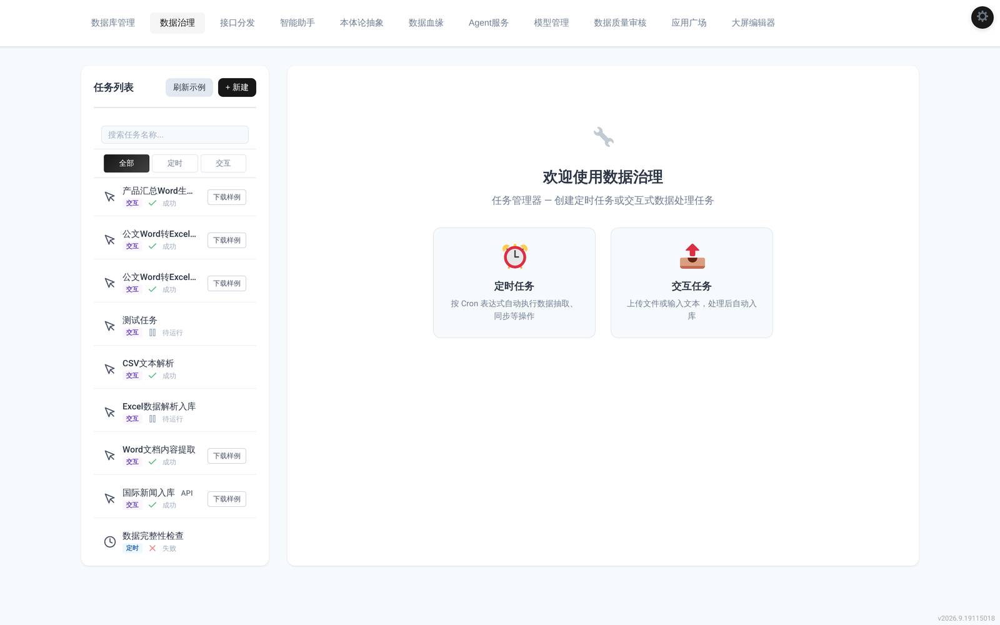 数据库管理
数据治理
接口分发
智能助手
本体论抽象
数据血缘
Agent服务
模型管理
数据质量审核
应用广场
大屏编辑器
任务列表
刷新示例
+ 新建
搜索任务名称...
全部
定时
交互
产品汇总Word生...
交互
成功
下载样例
公文Word转Excel...
交互
成功
下载样例
公文Word转Excel...
交互
成功
下载样例
测试任务
交互
待运行
CSV文本解析
交互
成功
Excel数据解析入库
交互
待运行
Word文档内容提取
交互
成功
下载样例
国际新闻入库 API
交互
成功
下载样例
数据完整性检查
定时
失败
欢迎使用数据治理
任务管理器 — 创建定时任务或交互式数据处理任务
定时任务
按 Cron 表达式自动执行数据抽取、
同步等操作
交互任务
上传文件或输入文本，处理后自动入
库
v2026.9.19115018